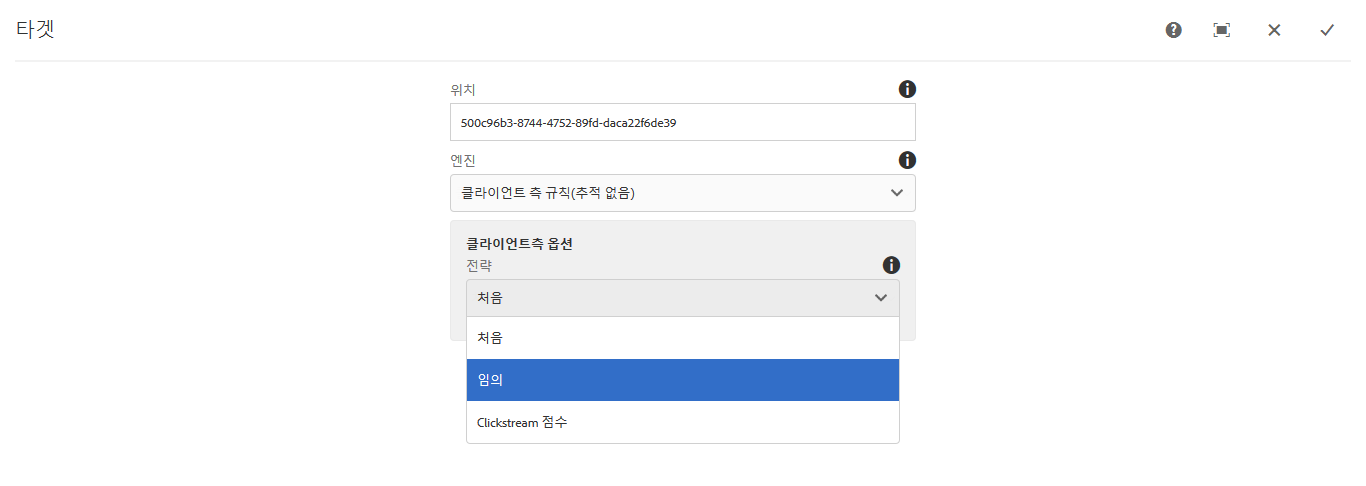 타겟
위치
500c96b3-8744-4752-89fd-daca22f6de39
엔진
클라이언트 측 규칙(추적 없음)
클라이언트측 옵션
전략
처음
처음
임의
Clickstream 점수